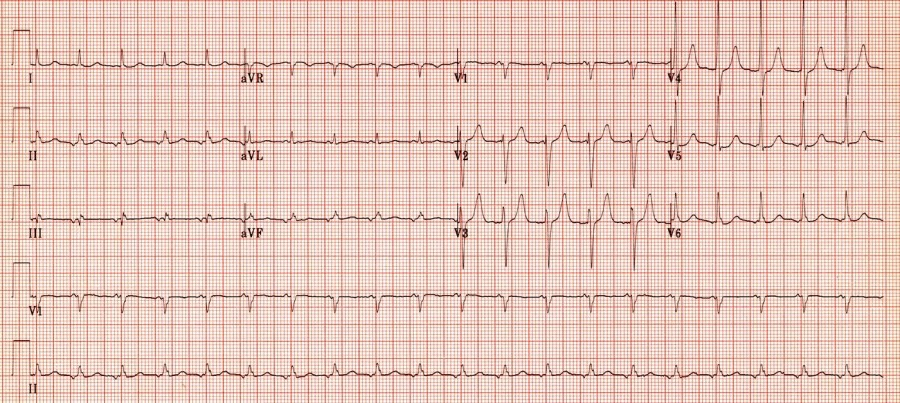 I aVR V1 V4
II aVL V2 V5
III aVF V3 V6
V1
II